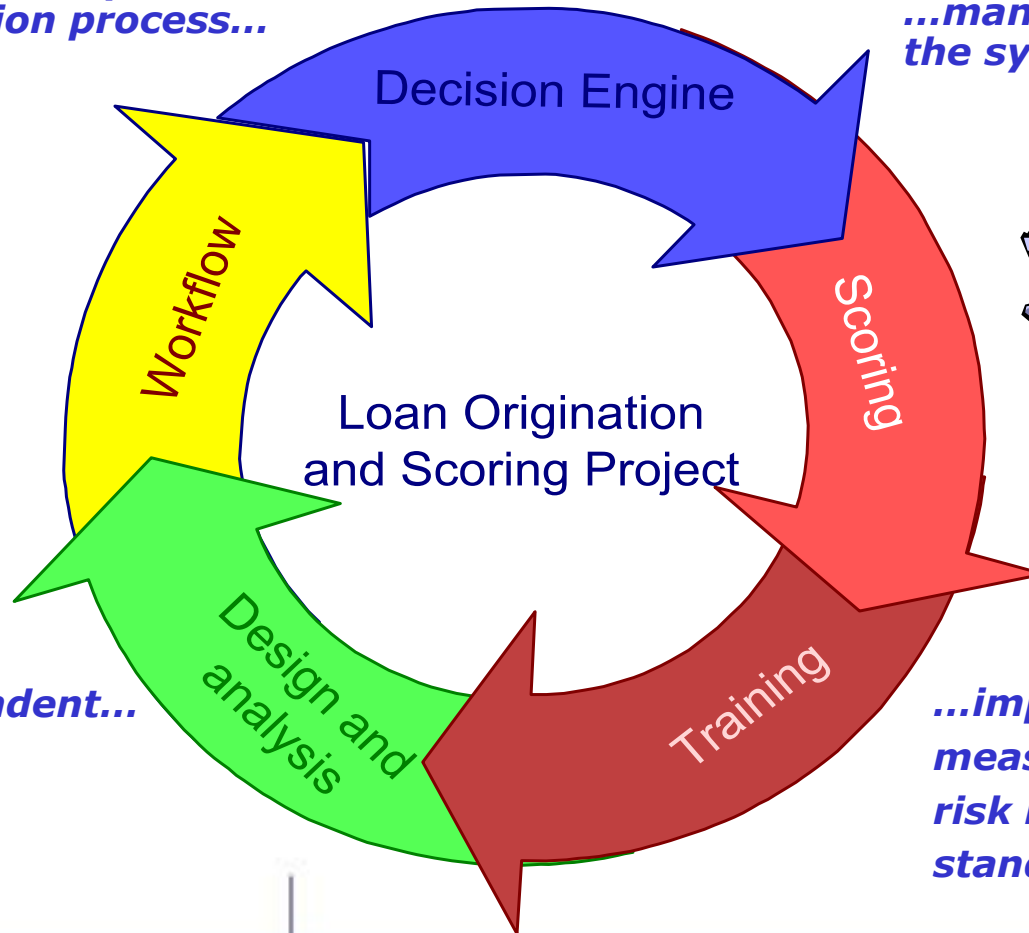 ion process...
...man
the sy
Decision Engine
Workflow
Scoring
Loan Origination
and Scoring Project
Design and
analysis
Training
ndent...
...imp
meas
risk
stand